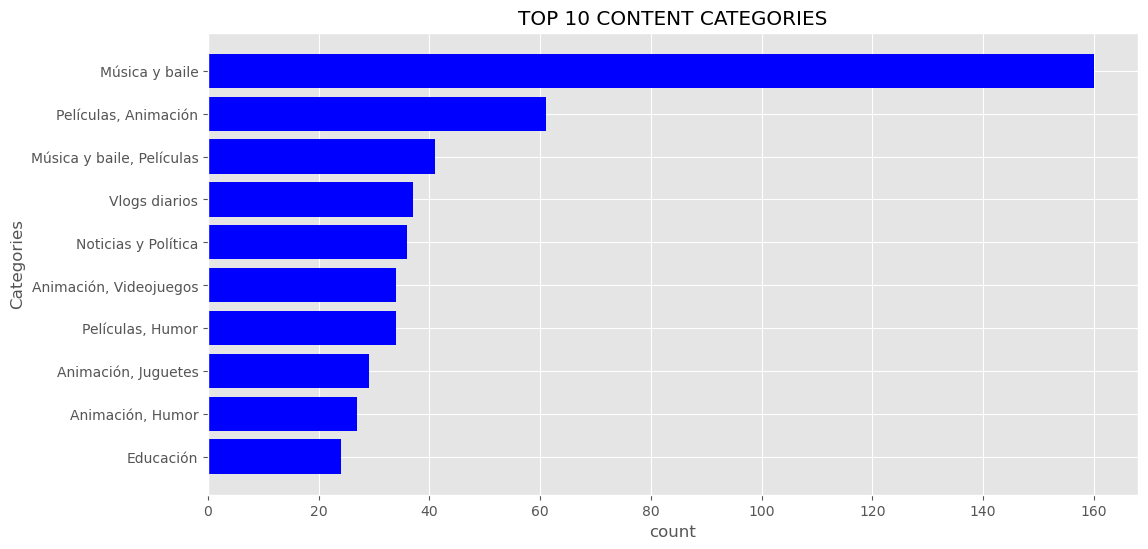 TOP 10 CONTENT CATEGORIES
Música y baile
Películas, Animación
Música y baile, Películas
Vlogs diarios
Noticias y Política
Animación, Videojuegos
Películas, Humor
Animación, Juguetes
Animación, Humor
Educación
Categories
0 20 40 60 80 100 120 140 160
count